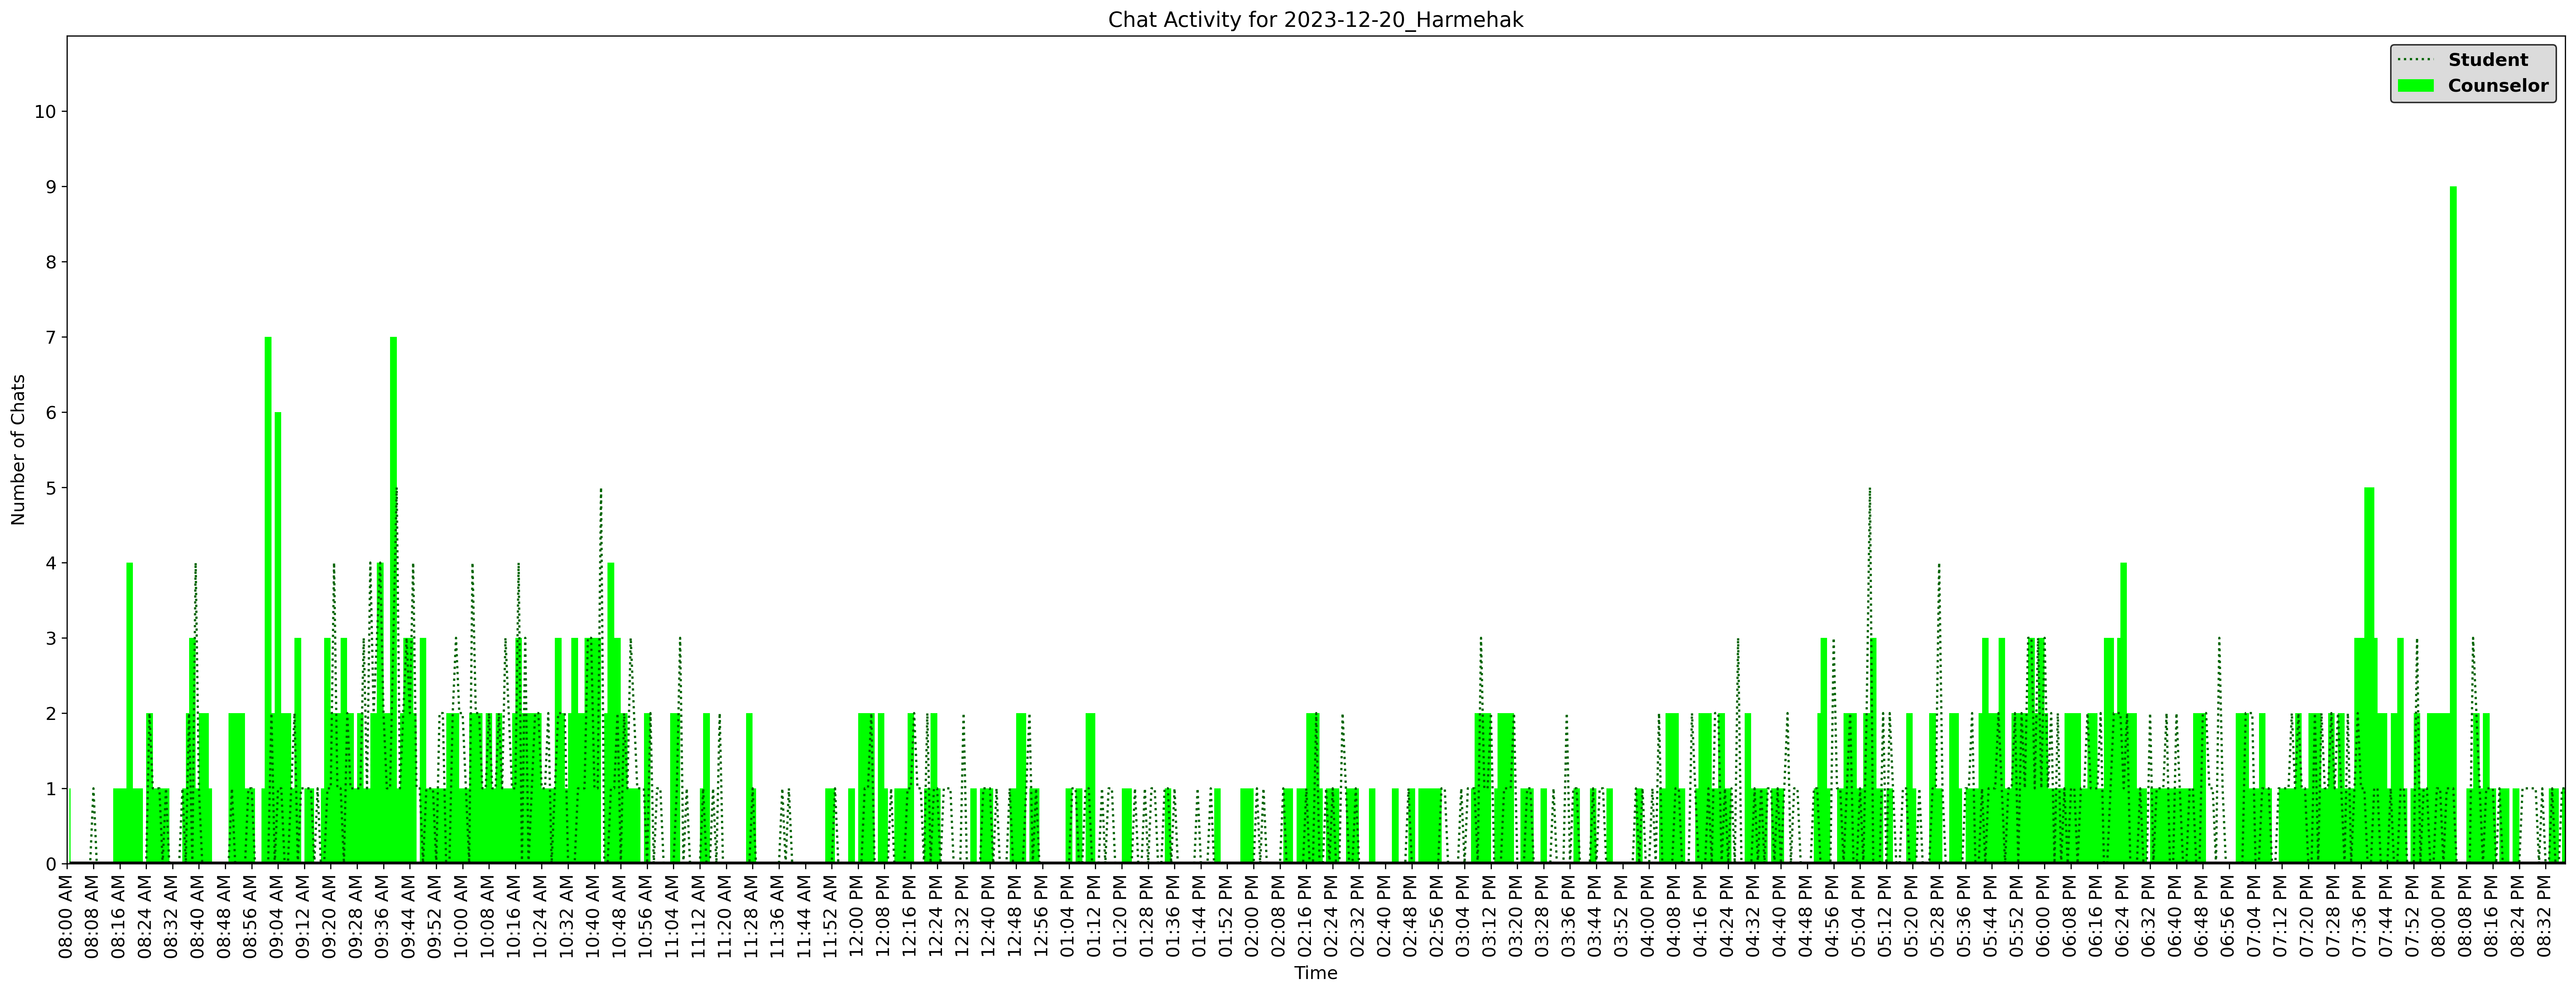 Chat Activity for 2023-12-20_Harmehak
Student
Counselor
10
9
8
7
6
5
4
3
2
1
0
Number of Chats
08:00 AM
08:08 AM
08:16 AM
08:24 AM
08:32 AM
08:40 AM
08:48 AM
08:56 AM
09:04 AM
09:12 AM
09:20 AM
09:28 AM
09:36 AM
09:44 AM
09:52 AM
10:00 AM
10:08 AM
10:16 AM
10:24 AM
10:32 AM
10:40 AM
10:48 AM
10:56 AM
11:04 AM
11:12 AM
11:20 AM
11:28 AM
11:36 AM
11:44 AM
11:52 AM
12:00 PM
12:08 PM
12:16 PM
12:24 PM
12:32 PM
12:40 PM
12:48 PM
12:56 PM
01:04 PM
01:12 PM
01:20 PM
01:28 PM
01:36 PM
01:44 PM
01:52 PM
02:00 PM
02:08 PM
02:16 PM
02:24 PM
02:32 PM
02:40 PM
02:48 PM
02:56 PM
03:04 PM
03:12 PM
03:20 PM
03:28 PM
03:36 PM
03:44 PM
03:52 PM
04:00 PM
04:08 PM
04:16 PM
04:24 PM
04:32 PM
04:40 PM
04:48 PM
04:56 PM
05:04 PM
05:12 PM
05:20 PM
05:28 PM
05:36 PM
05:44 PM
05:52 PM
06:00 PM
06:08 PM
06:16 PM
06:24 PM
06:32 PM
06:40 PM
06:48 PM
06:56 PM
07:04 PM
07:12 PM
07:20 PM
07:28 PM
07:36 PM
07:44 PM
07:52 PM
08:00 PM
08:08 PM
08:16 PM
08:24 PM
08:32 PM
Time